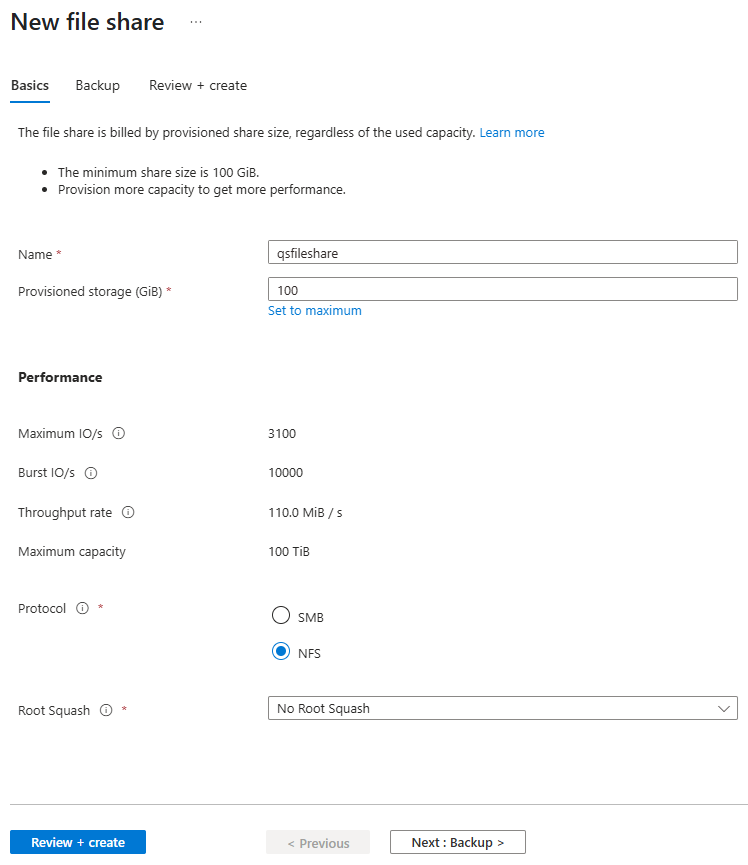 New file share ...
Basics Backup Review + create
The file share is billed by provisioned share size, regardless of the used capacity. Learn more
• The minimum share size is 100 GiB.
• Provision more capacity to get more performance.
Name * qsfileshare
Provisioned storage (GiB) * 100
Set to maximum
Performance
Maximum IO/s 3100
Burst IO/s 10000
Throughput rate 110.0 MiB / s
Maximum capacity 100 TiB
Protocol * SMB
NFS
Root Squash * No Root Squash
Review + create < Previous Next : Backup >